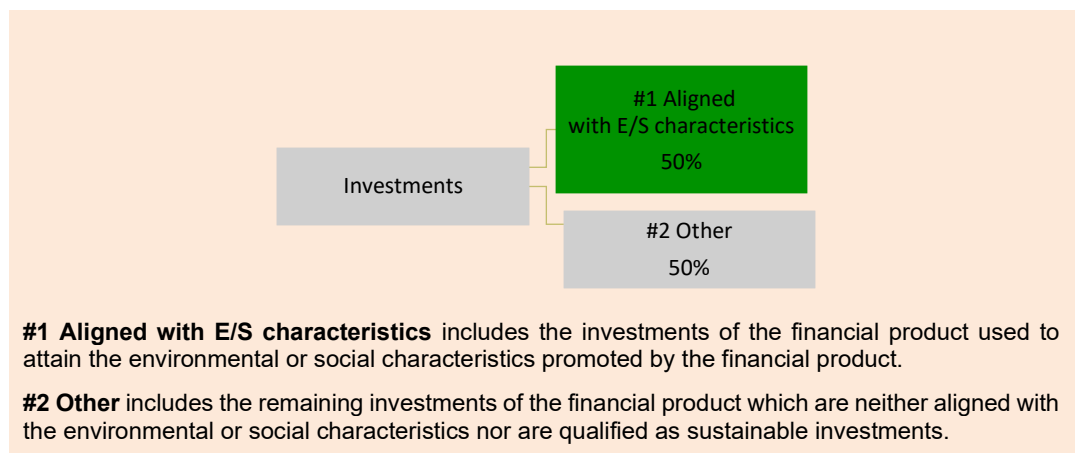 #1 Aligned
with E/S characteristics
50%
Investments
#2 Other
50%
#1 Aligned with E/S characteristics includes the investments of the financial product used to
attain the environmental or social characteristics promoted by the financial product.
#2 Other includes the remaining investments of the financial product which are neither aligned with
the environmental or social characteristics nor are qualified as sustainable investments.